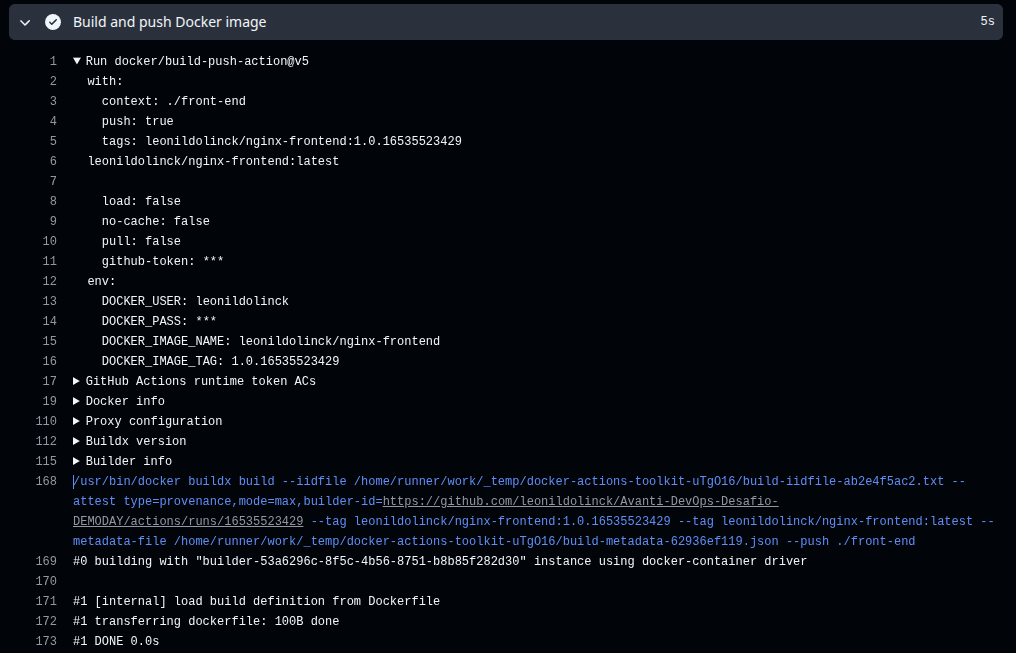 Build and push Docker image 5s
1 Run docker/build-push-action@v5
2 with:
3 context: ./front-end
4 push: true
5 tags: leonildolinck/nginx-frontend:1.0.16535523429
6 leonildolinck/nginx-frontend:latest
7
8 load: false
9 no-cache: false
10 pull: false
11 github-token: ***
12 env:
13 DOCKER_USER: leonildolinck
14 DOCKER_PASS: ***
15 DOCKER_IMAGE_NAME: leonildolinck/nginx-frontend
16 DOCKER_IMAGE_TAG: 1.0.16535523429
17 GitHub Actions runtime token ACs
19 Docker info
110 Proxy configuration
112 Buildx version
115 Builder info
168 /usr/bin/docker buildx build --iidfile /home/runner/work/_temp/docker-actions-toolkit-uTgO16/build-iidfile-ab2e4f5ac2.txt --
attest type=provenance,mode=max,builder-id=https://github.com/leonildolinck/Avanti-DevOps-Desafio-
DEMODAY/actions/runs/16535523429 --tag leonildolinck/nginx-frontend:1.0.16535523429 --tag leonildolinck/nginx-frontend:latest --
metadata-file /home/runner/work/_temp/docker-actions-toolkit-uTgO16/build-metadata-62936ef119.json --push ./front-end
169 #0 building with "builder-53a6296c-8f5c-4b56-8751-b8b85f282d30" instance using docker-container driver
170
171 #1 [internal] load build definition from Dockerfile
172 #1 transferring dockerfile: 100B done
173 #1 DONE 0.0s